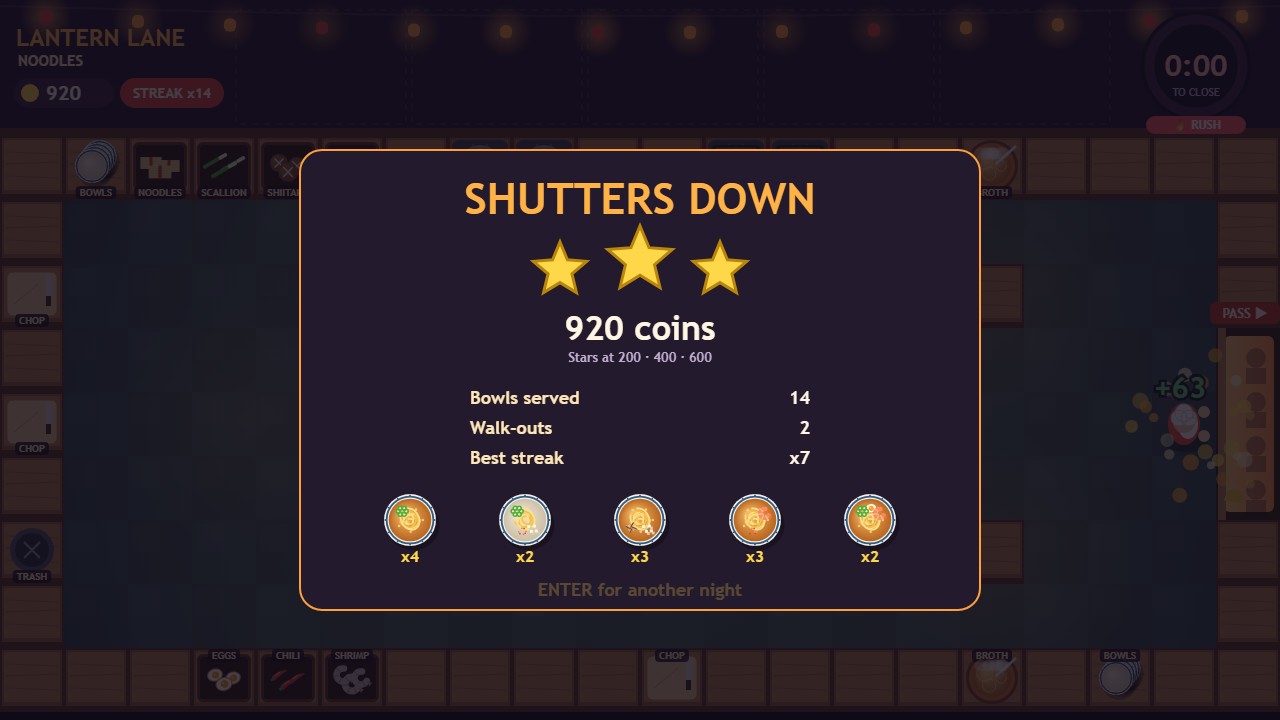 LANTERN LANE
NOODLES
920
STREAK x14
0:00
TO CLOSE
RUSH
BOWLS
NOODLES
SCALLION
BROTH
CHOP
CHOP
TRASH
PASS ▶
+63
SHUTTERS DOWN
920 coins
Stars at 200 · 400 · 600
Bowls served 14
Walk-outs 2
Best streak x7
x4 x2 x3 x3 x2
ENTER for another night
EGGS
CHILI
SHRIMP
CHOP
BROTH
BOWLS